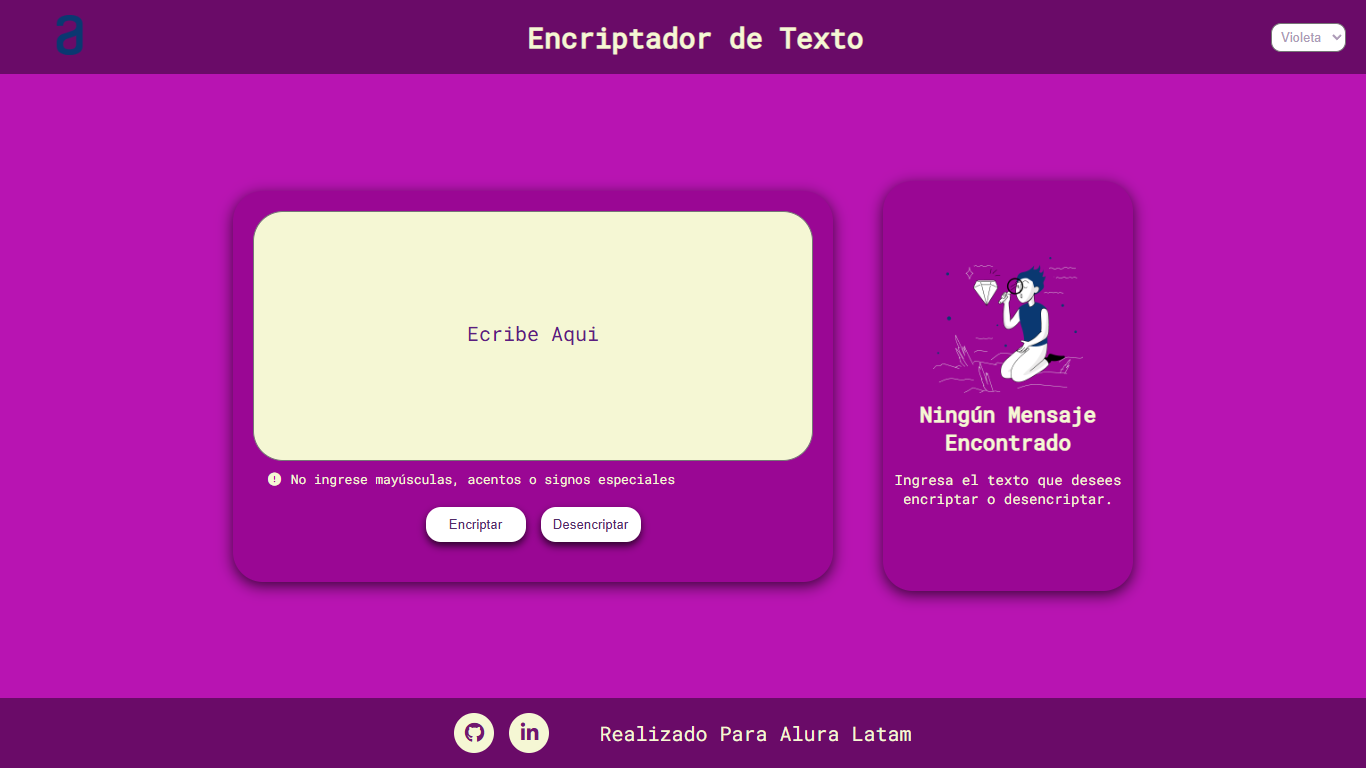 a
Encriptador de Texto
Violeta
Ecribe Aqui
No ingrese mayúsculas, acentos o signos especiales
Encriptar
Desencriptar
Ningún Mensaje
Encontrado
Ingresa el texto que desees
encriptar o desencriptar.
in
Realizado Para Alura Latam